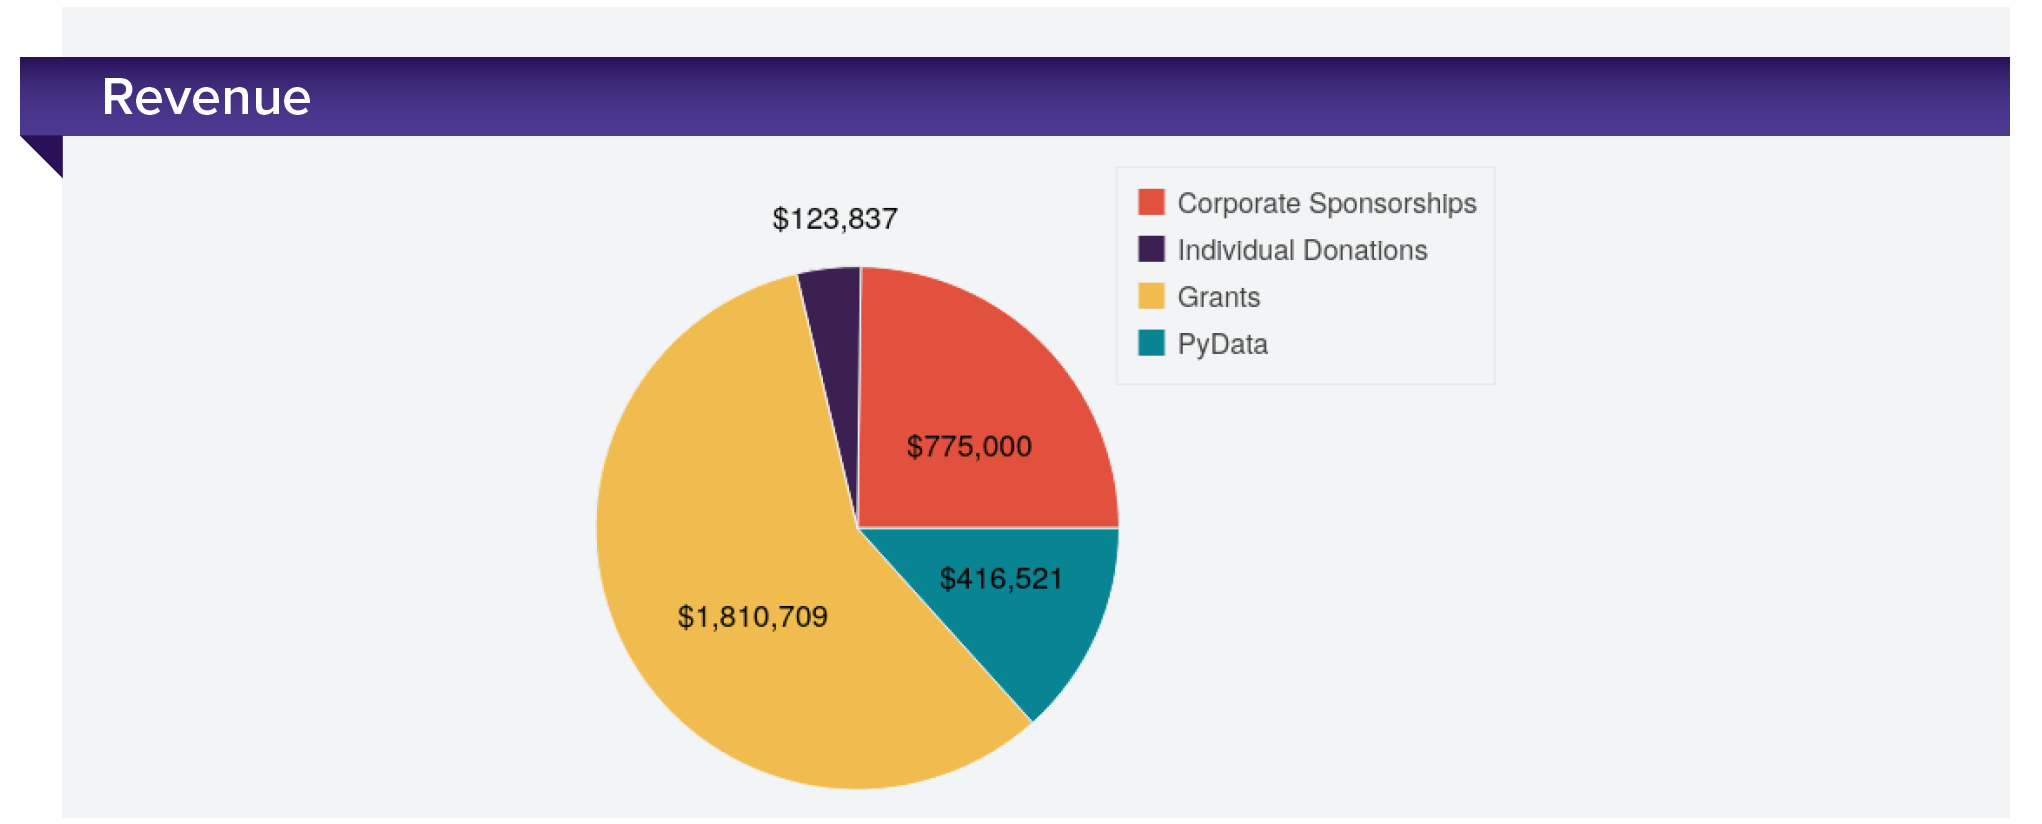 Revenue
$123,837
Corporate Sponsorships
Individual Donations
Grants
PyData
$775,000
$416,521
$1,810,709